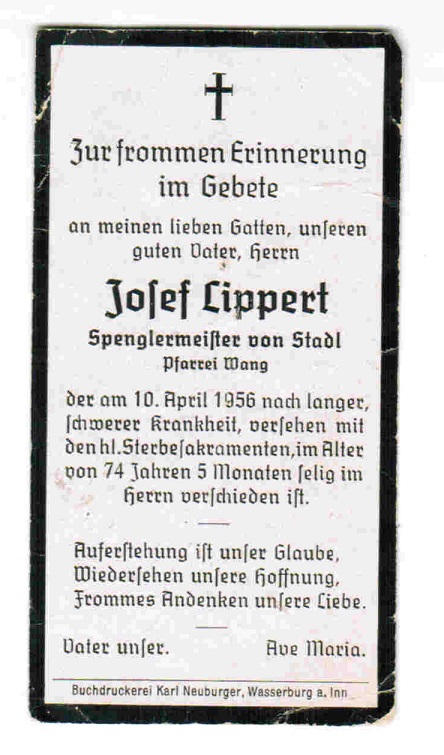 Zur frommen Erinnerung
im Gebete
an meinen lieben Gatten, unseren
guten Vater, Herrn
Josef Lippert
Spenglermeister von Stadl
Pfarrei Wang
der am 10. April 1956 nach langer,
schwerer Krankheit, versehen mit
den hl. Sterbesakramenten, im Alter
von 74 Jahren 5 Monaten selig im
Herrn verschieden ist.
Auferstehung ist unser Glaube,
Wiedersehen unsere Hoffnung,
Frommes Andenken unsere Liebe.
Vater unser. Ave Maria.
Buchdruckerei Karl Neuburger, Wasserburg a. Inn